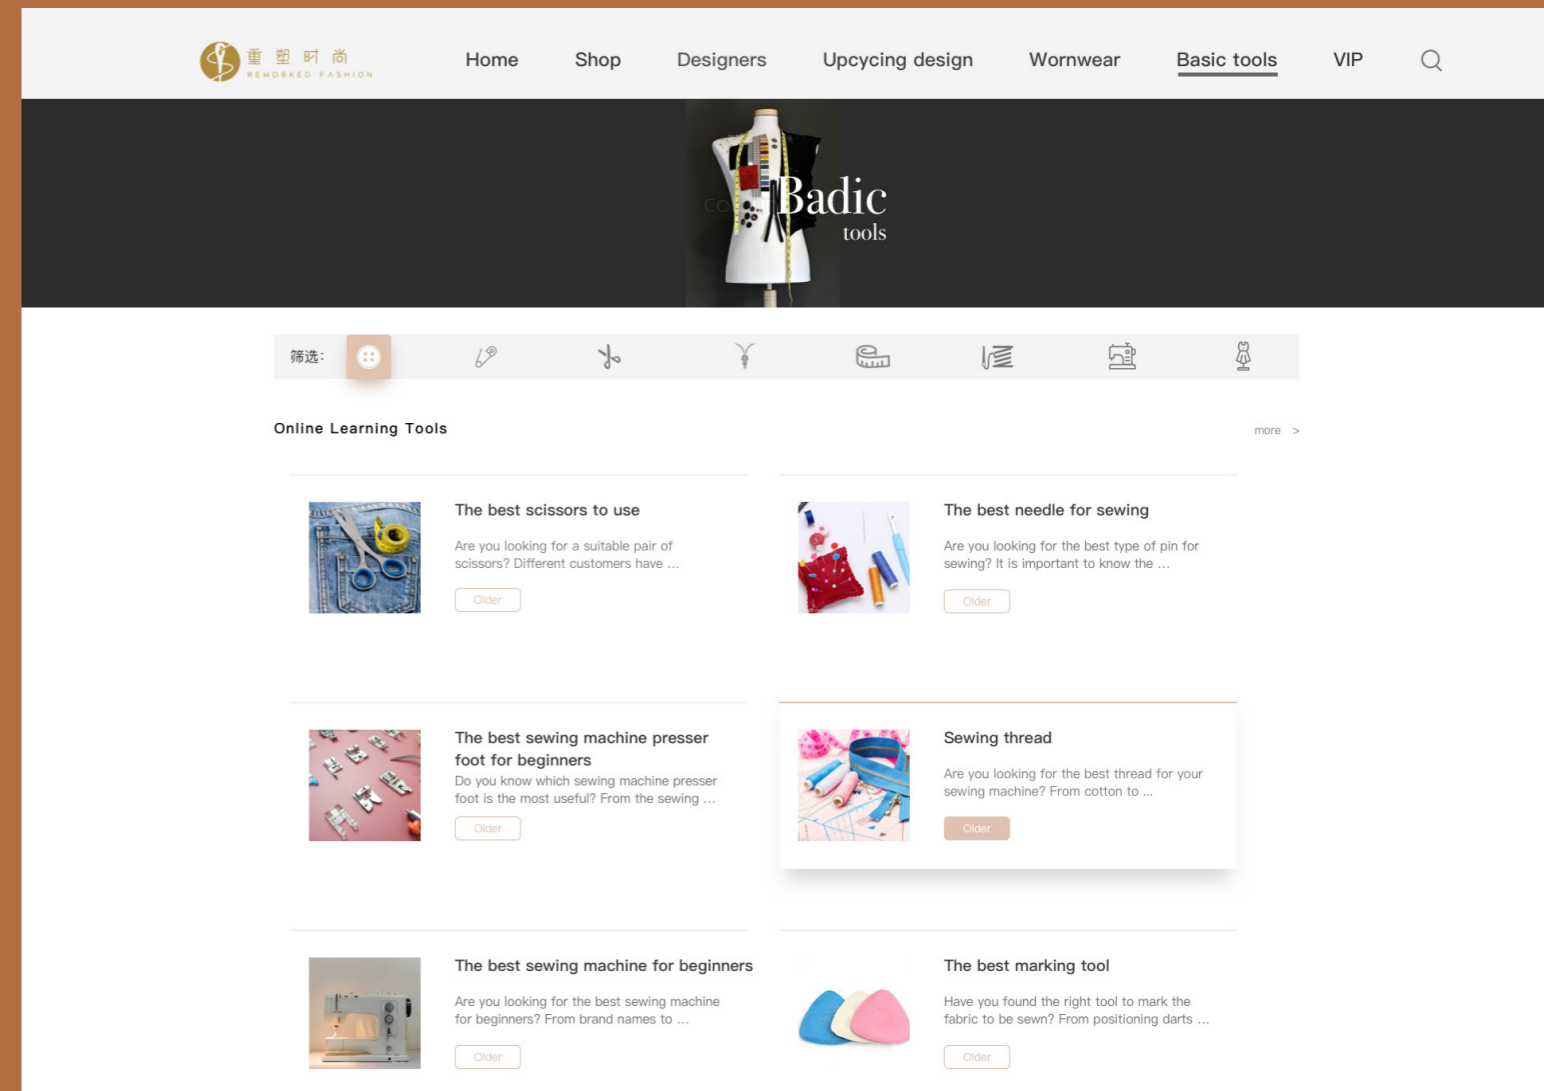 重塑时尚
REWORKED FASHION
Home
Shop
Designers
Upcycing design
Wornwear
Basic tools
VIP
Badic
tools
筛选:
Online Learning Tools
more >
The best scissors to use
Are you looking for a suitable pair of
scissors? Different customers have ...
Older
The best needle for sewing
Are you looking for the best type of pin for
sewing? It is important to know the ...
Older
The best sewing machine presser
foot for beginners
Do you know which sewing machine presser
foot is the most useful? From the sewing ...
Older
Sewing thread
Are you looking for the best thread for your
sewing machine? From cotton to ...
Older
The best sewing machine for beginners
Are you looking for the best sewing machine
for beginners? From brand names to ...
Older
The best marking tool
Have you found the right tool to mark the
fabric to be sewn? From positioning darts ...
Older